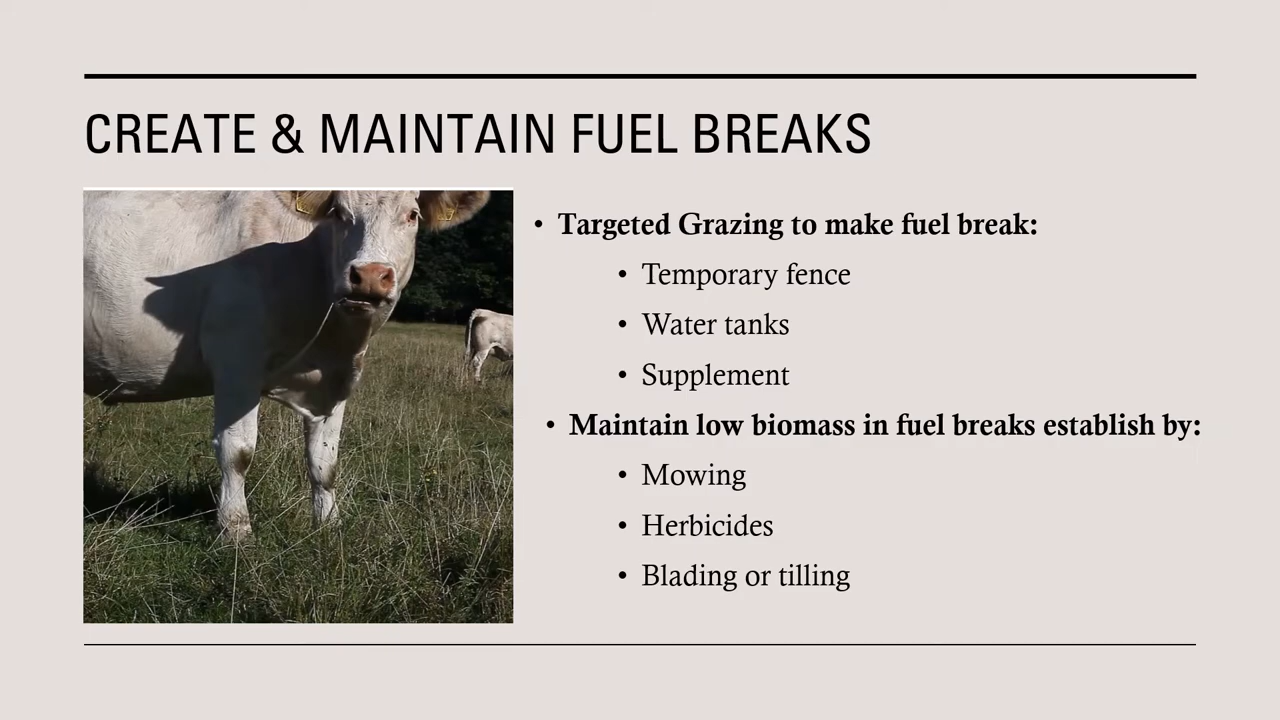 CREATE & MAINTAIN FUEL BREAKS
• Targeted Grazing to make fuel break:
• Temporary fence
• Water tanks
• Supplement
• Maintain low biomass in fuel breaks establish by:
• Mowing
• Herbicides
• Blading or tilling